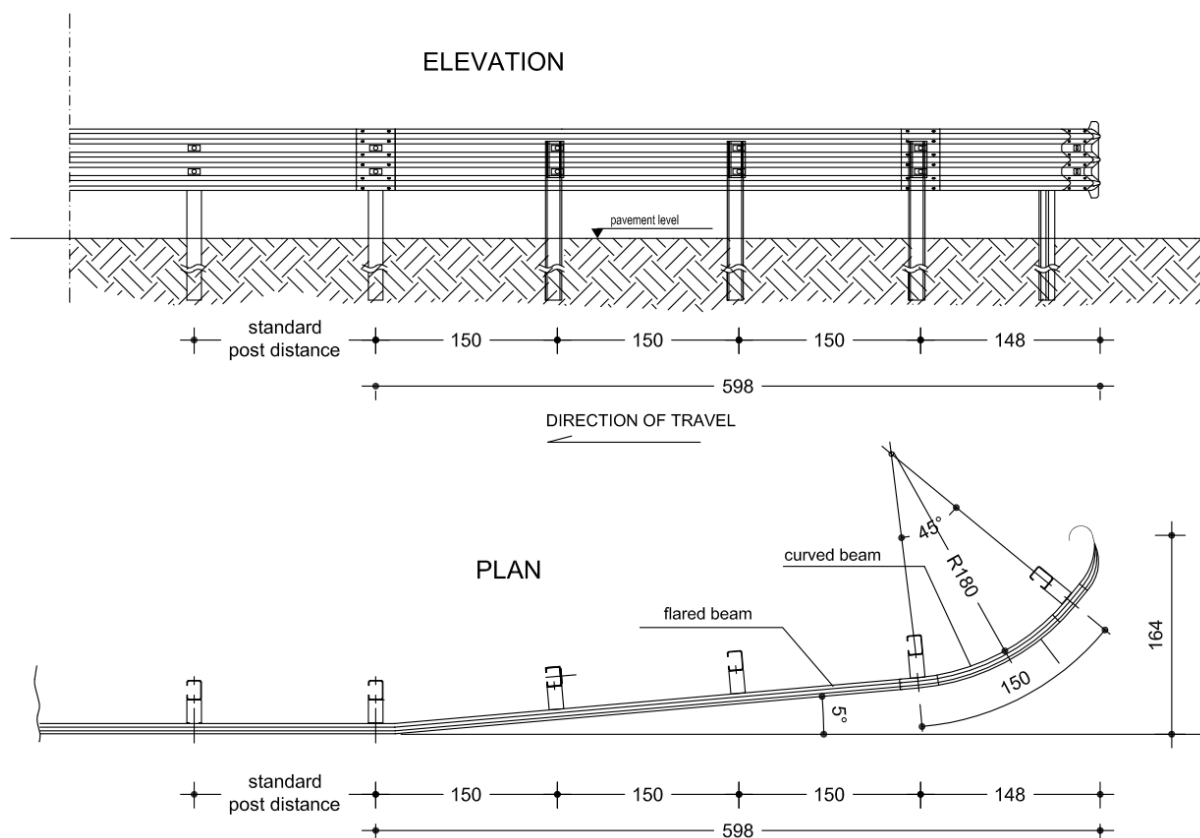 ELEVATION
pavement level
standard
post distance
150
150
150
148
598
DIRECTION OF TRAVEL
45°
R180
curved beam
PLAN
flared beam
164
150
5°
standard
post distance
150
150
150
148
598